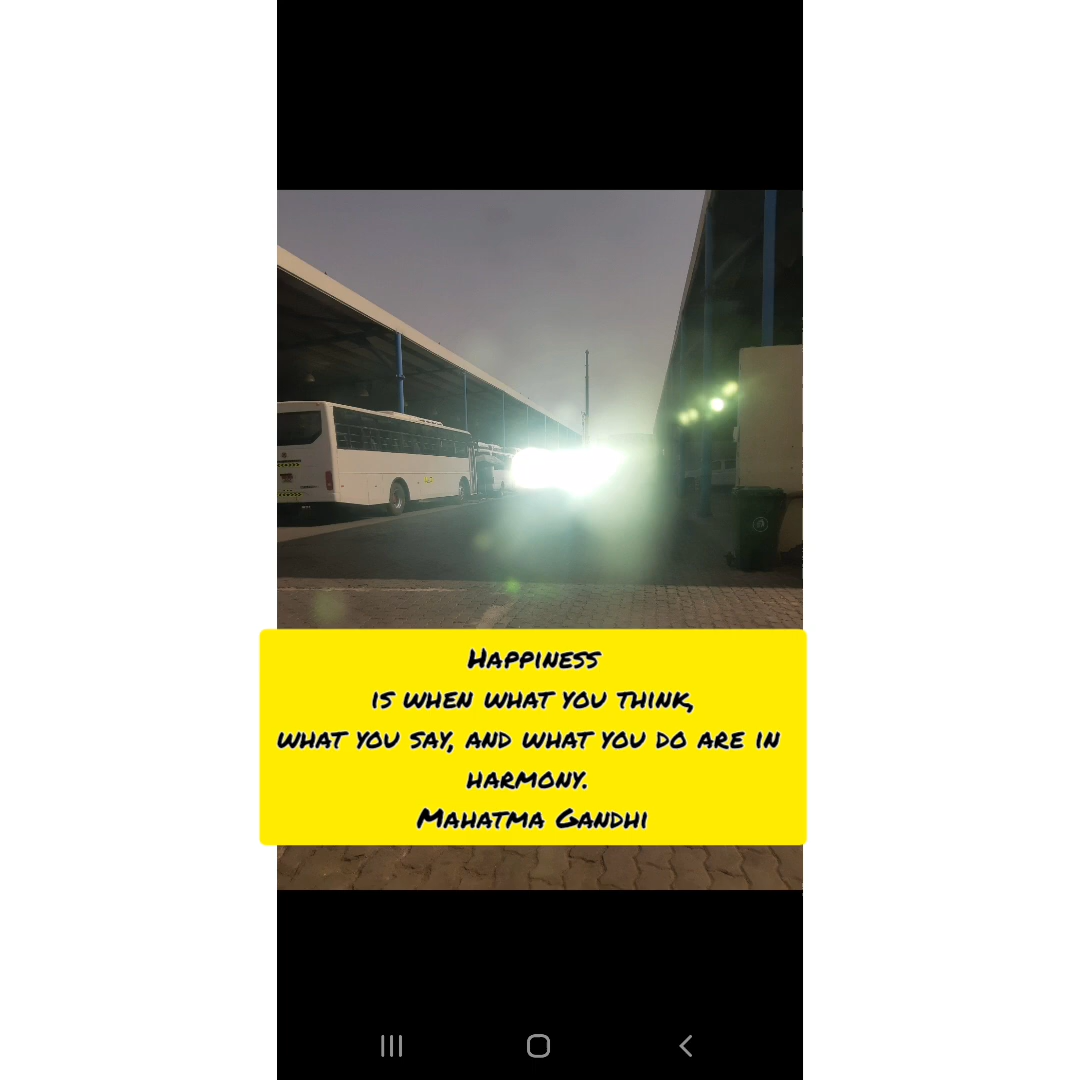 Happiness
is when what you think,
what you say, and what you do are in
harmony.
Mahatma Gandhi